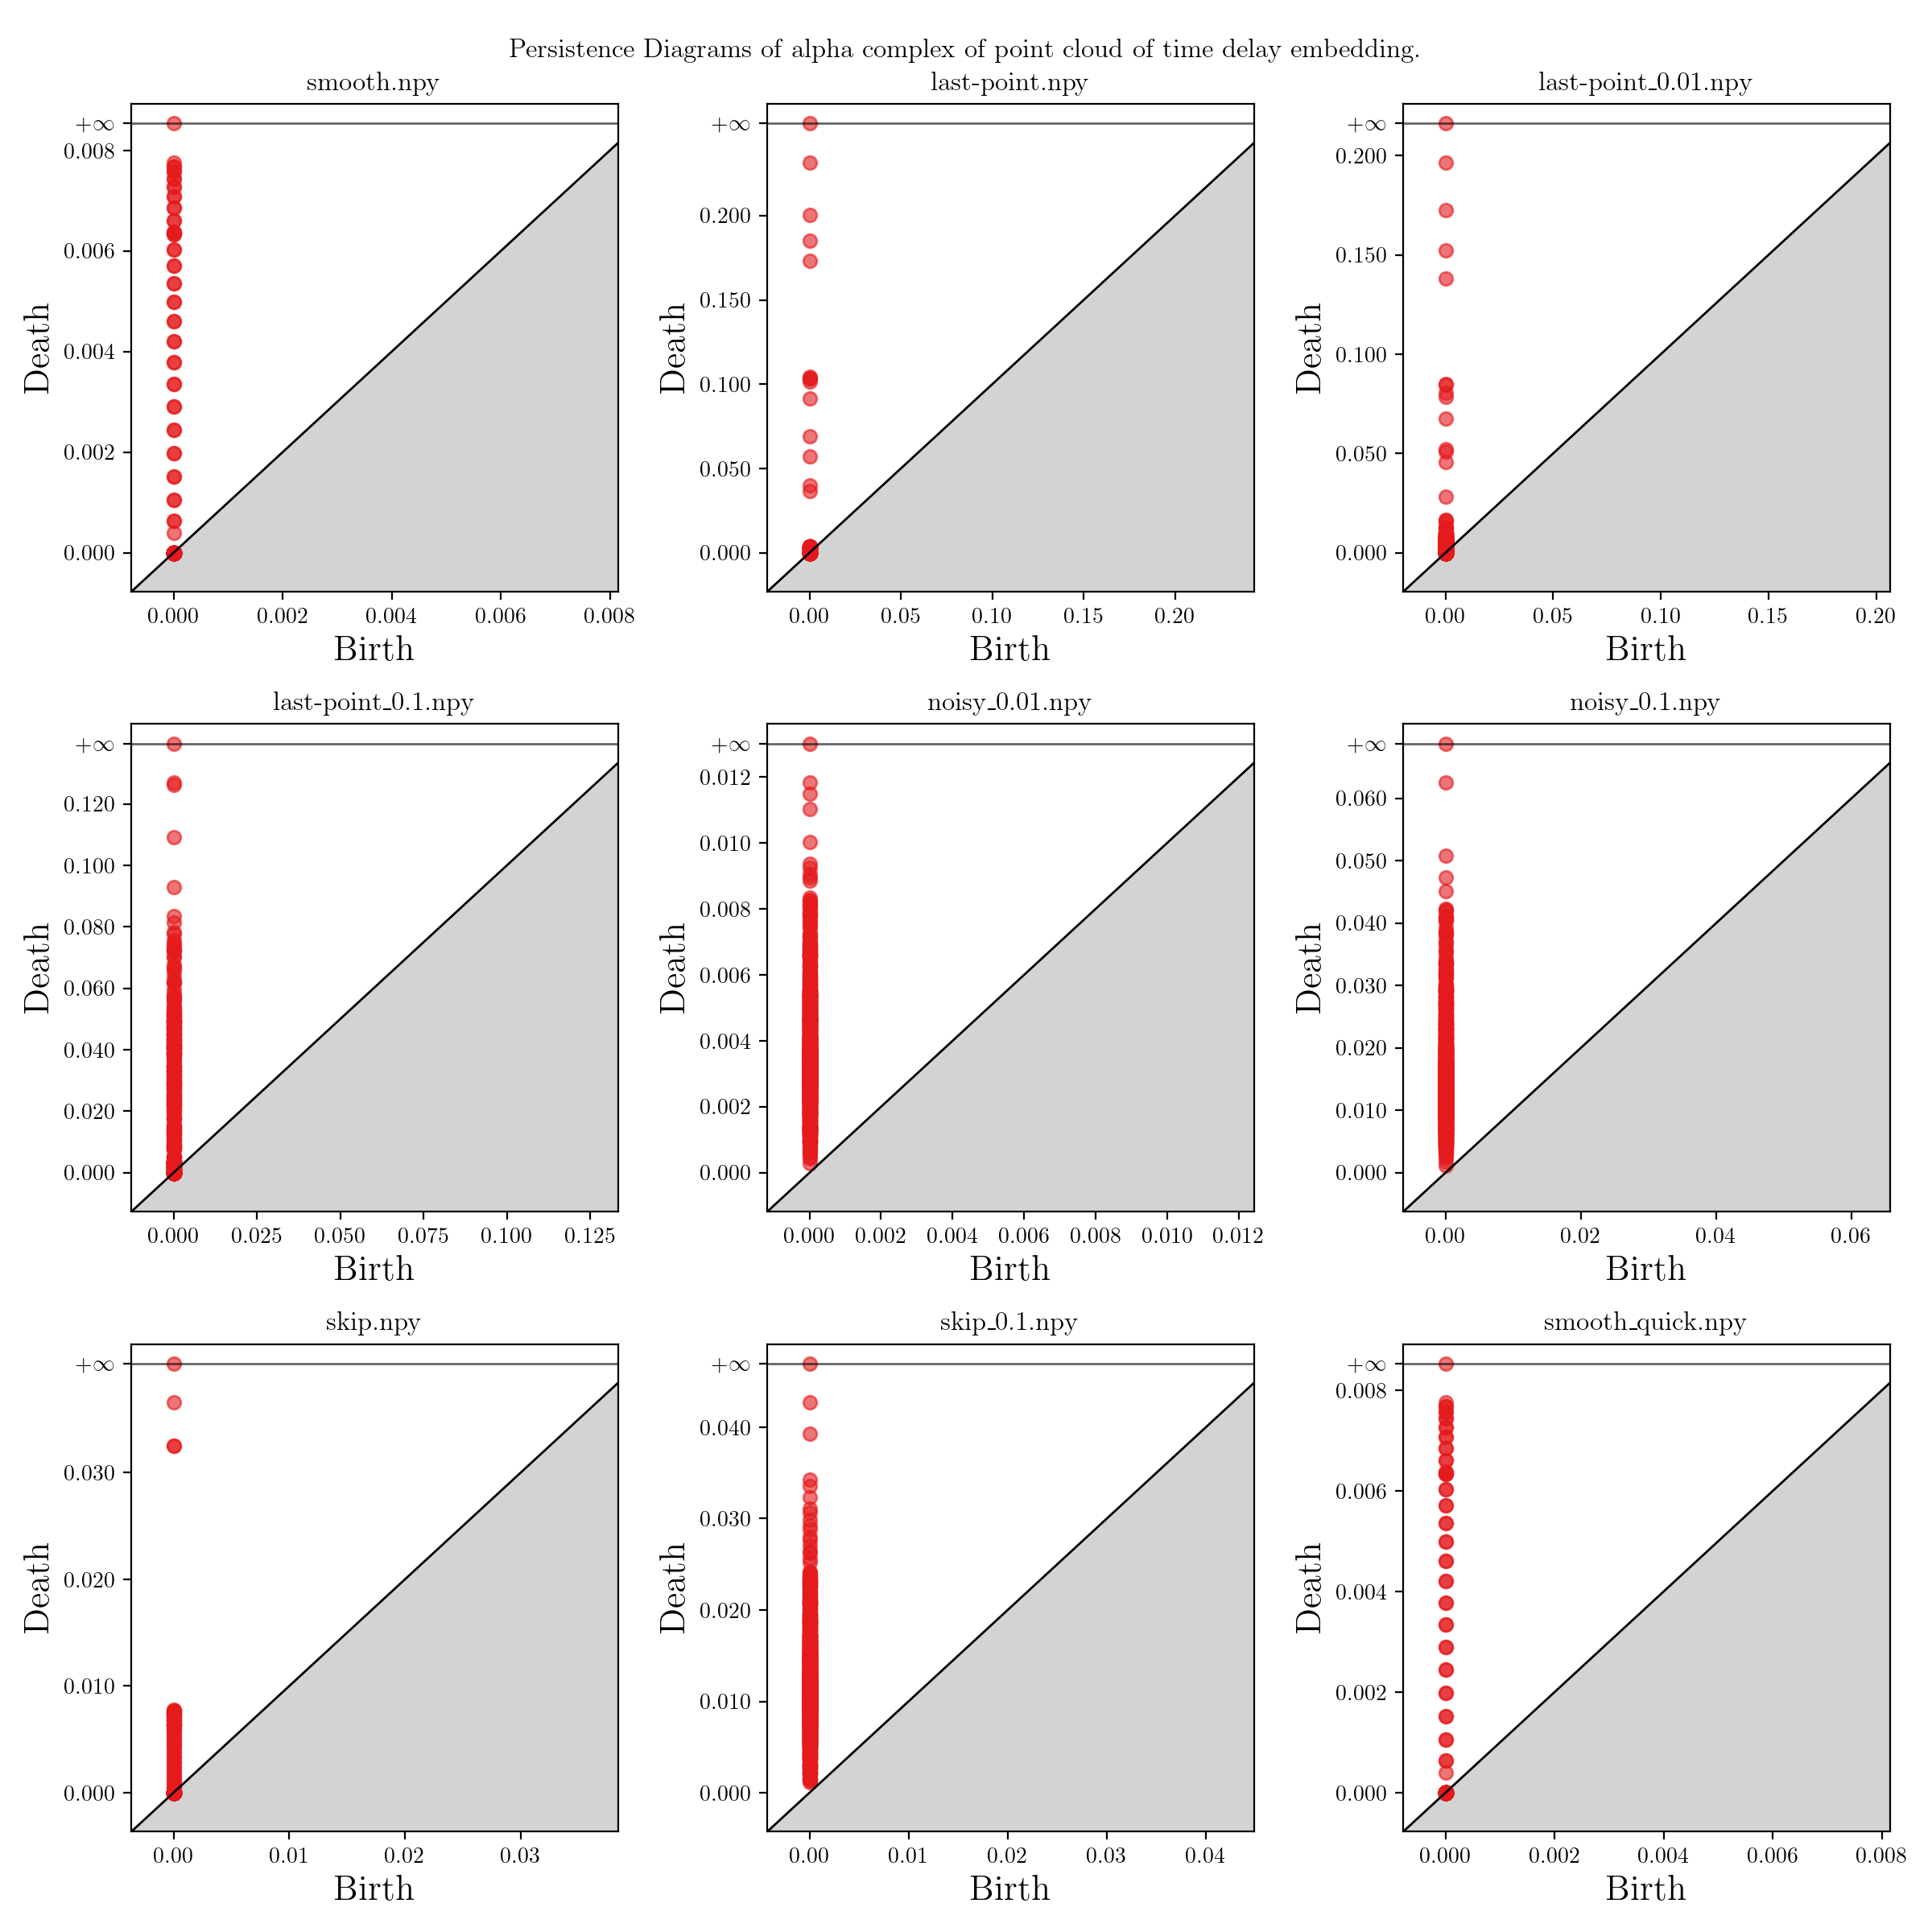 Persistence Diagrams of alpha complex of point cloud of time delay embedding.
smooth.npy
+∞
0.008
0.006
0.004
0.002
0.000
Death
0.000 0.002 0.004 0.006 0.008
Birth
last-point.npy
+∞
0.200
0.150
0.100
0.050
0.000
Death
0.00 0.05 0.10 0.15 0.20
Birth
last-point_0.01.npy
+∞
0.200
0.150
0.100
0.050
0.000
Death
0.00 0.05 0.10 0.15 0.20
Birth
last-point_0.1.npy
+∞
0.120
0.100
0.080
0.060
0.040
0.020
0.000
Death
0.000 0.025 0.050 0.075 0.100 0.125
Birth
noisy_0.01.npy
+∞
0.012
0.010
0.008
0.006
0.004
0.002
0.000
Death
0.000 0.002 0.004 0.006 0.008 0.010 0.012
Birth
noisy_0.1.npy
+∞
0.060
0.050
0.040
0.030
0.020
0.010
0.000
Death
0.00 0.02 0.04 0.06
Birth
skip.npy
+∞
0.030
0.020
0.010
0.000
Death
0.00 0.01 0.02 0.03
Birth
skip_0.1.npy
+∞
0.040
0.030
0.020
0.010
0.000
Death
0.00 0.01 0.02 0.03 0.04
Birth
smooth_quick.npy
+∞
0.008
0.006
0.004
0.002
0.000
Death
0.000 0.002 0.004 0.006 0.008
Birth